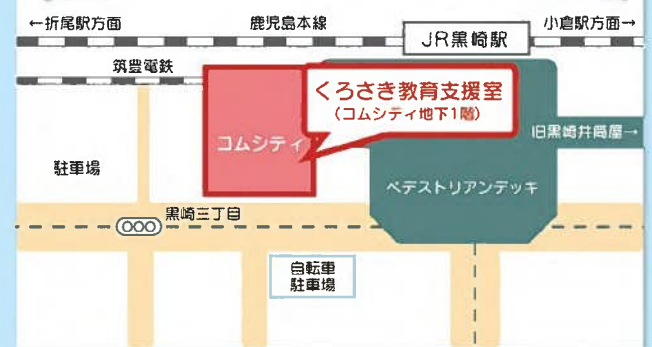 ←折尾駅方面
鹿児島本線
小倉駅方面→
JR黒崎駅
筑豊電鉄
くろさき教育支援室
(コムシティ地下1階)
旧黒崎井筒屋→
コムシティ
駐車場
ペデストリアンデッキ
黒崎三丁目
自転車
駐車場